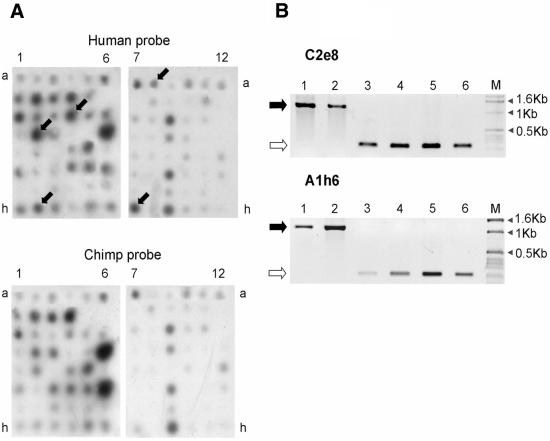 A
B
Human probe
1 6 7 12
a a
h h
Chimp probe
1 6 7 12
a a
h h
C2e8
1 2 3 4 5 6 M
1.6Kb
1Kb
0.5Kb
A1h6
1 2 3 4 5 6 M
1.6Kb
1Kb
0.5Kb